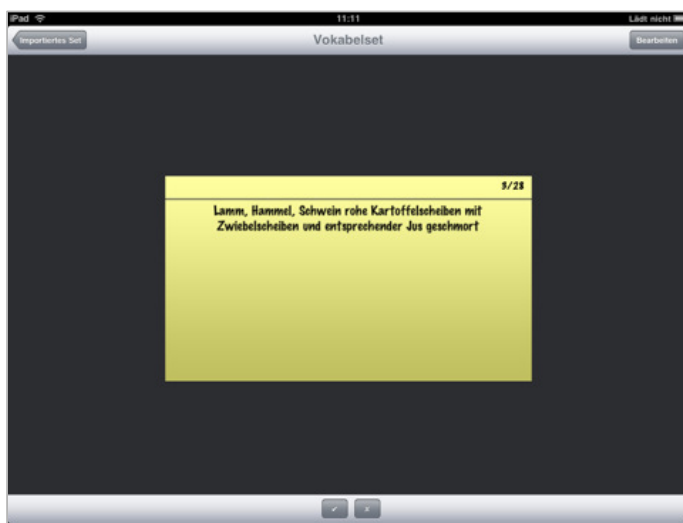 iPad 11:11 Lädt nicht
Importiertes Set Vokabelset Bearbeiten
3/28
Lamm, Hammel, Schwein rohe Kartoffelscheiben mit
Zwiebelscheiben und entsprechender Jus geschmort